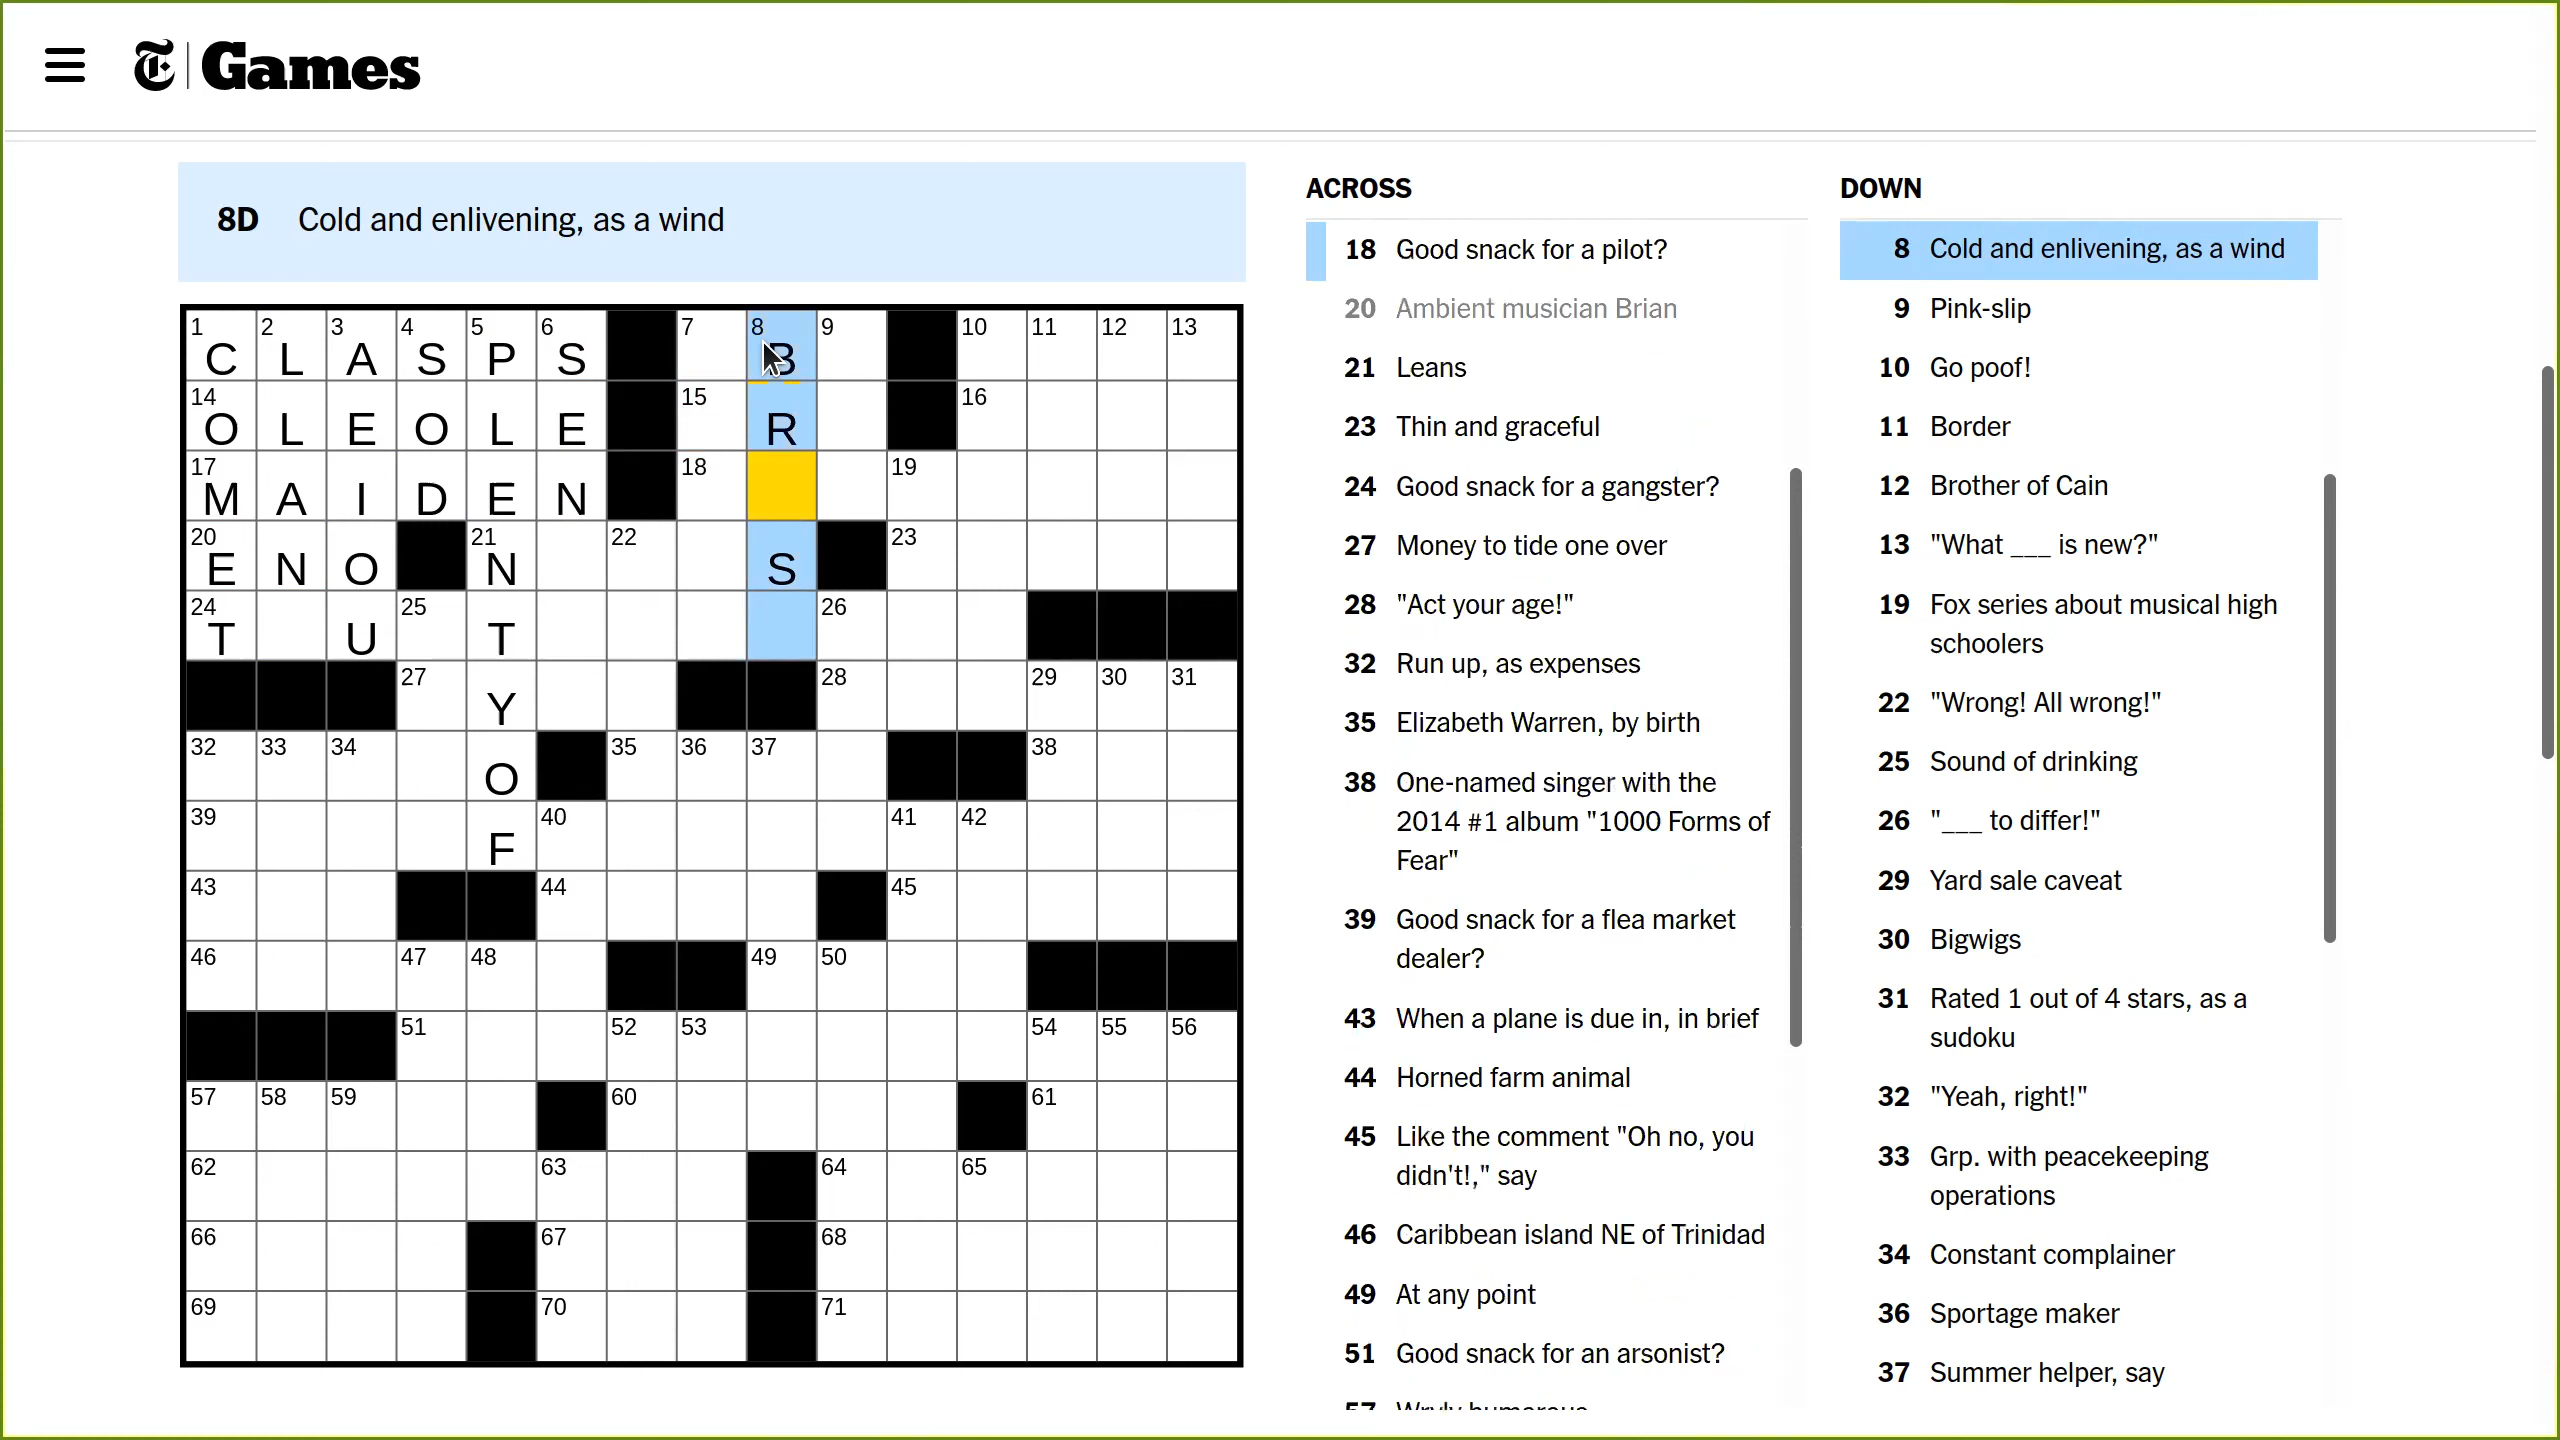 T Games
8D Cold and enlivening, as a wind
1 2 3 4 5 6 7 8 9 10 11 12 13
C L A S P S B
14 15 16
O L E O L E R
17 18 19
M A I D E N
20 21 22 23
E N O N S
24 25 26
T U T
27 28 29 30 31
Y
32 33 34 35 36 37 38
O
39 40 41 42
F
43 44 45
46 47 48 49 50
51 52 53 54 55 56
57 58 59 60 61
62 63 64 65
66 67 68
69 70 71
ACROSS
18 Good snack for a pilot?
20 Ambient musician Brian
21 Leans
23 Thin and graceful
24 Good snack for a gangster?
27 Money to tide one over
28 "Act your age!"
32 Run up, as expenses
35 Elizabeth Warren, by birth
38 One-named singer with the
2014 #1 album "1000 Forms of
Fear"
39 Good snack for a flea market
dealer?
43 When a plane is due in, in brief
44 Horned farm animal
45 Like the comment "Oh no, you
didn't!," say
46 Caribbean island NE of Trinidad
49 At any point
51 Good snack for an arsonist?
57 Wryly humorous
DOWN
8 Cold and enlivening, as a wind
9 Pink-slip
10 Go poof!
11 Border
12 Brother of Cain
13 "What ___ is new?"
19 Fox series about musical high
schoolers
22 "Wrong! All wrong!"
25 Sound of drinking
26 "___ to differ!"
29 Yard sale caveat
30 Bigwigs
31 Rated 1 out of 4 stars, as a
sudoku
32 "Yeah, right!"
33 Grp. with peacekeeping
operations
34 Constant complainer
36 Sportage maker
37 Summer helper, say